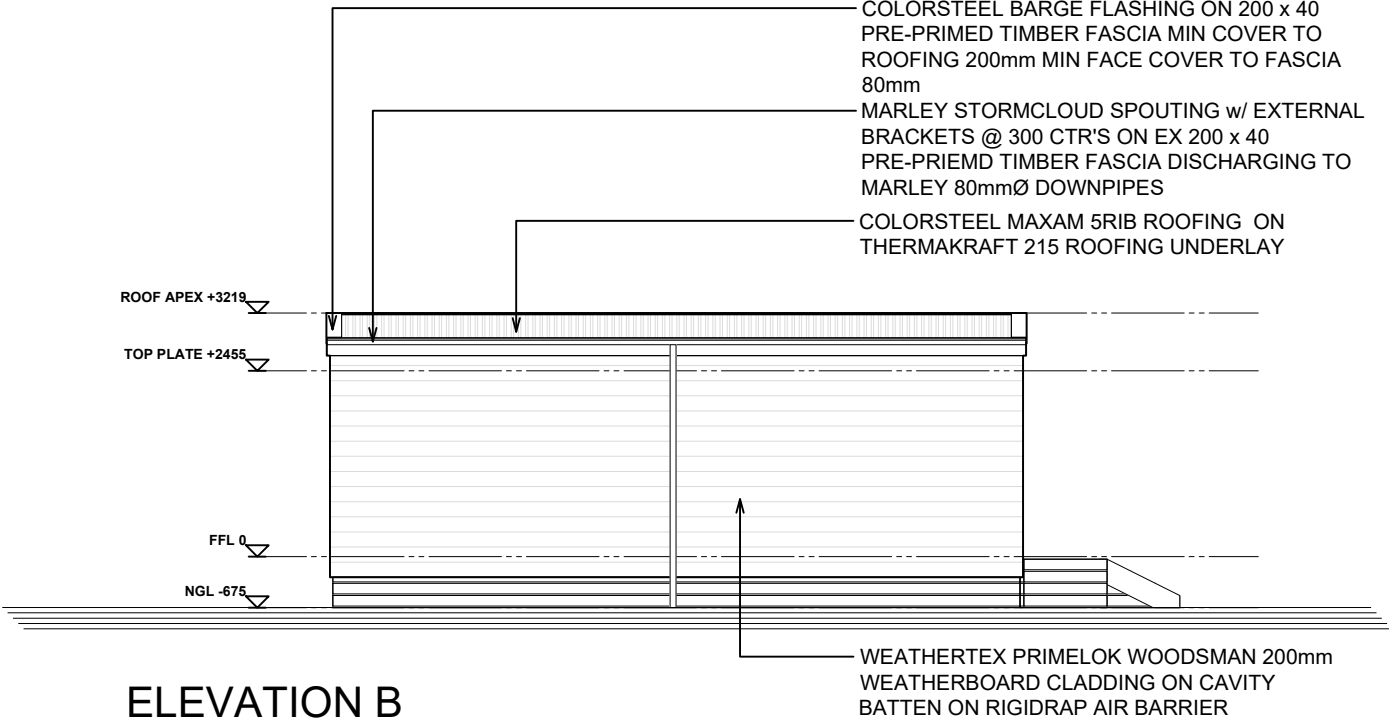 COLORSTEEL BARGE FLASHING ON 200 x 40
PRE-PRIMED TIMBER FASCIA MIN COVER TO
ROOFING 200mm MIN FACE COVER TO FASCIA
80mm
MARLEY STORMCLOUD SPOUTING w/ EXTERNAL
BRACKETS @ 300 CTR'S ON EX 200 x 40
PRE-PRIEMD TIMBER FASCIA DISCHARGING TO
MARLEY 80mmØ DOWNPIPES
COLORSTEEL MAXAM 5RIB ROOFING ON
THERMAKRAFT 215 ROOFING UNDERLAY
ROOF APEX +3219
TOP PLATE +2455
FFL 0
NGL -675
WEATHERTEX PRIMELOK WOODSMAN 200mm
WEATHERBOARD CLADDING ON CAVITY
BATTEN ON RIGIDRAP AIR BARRIER
ELEVATION B